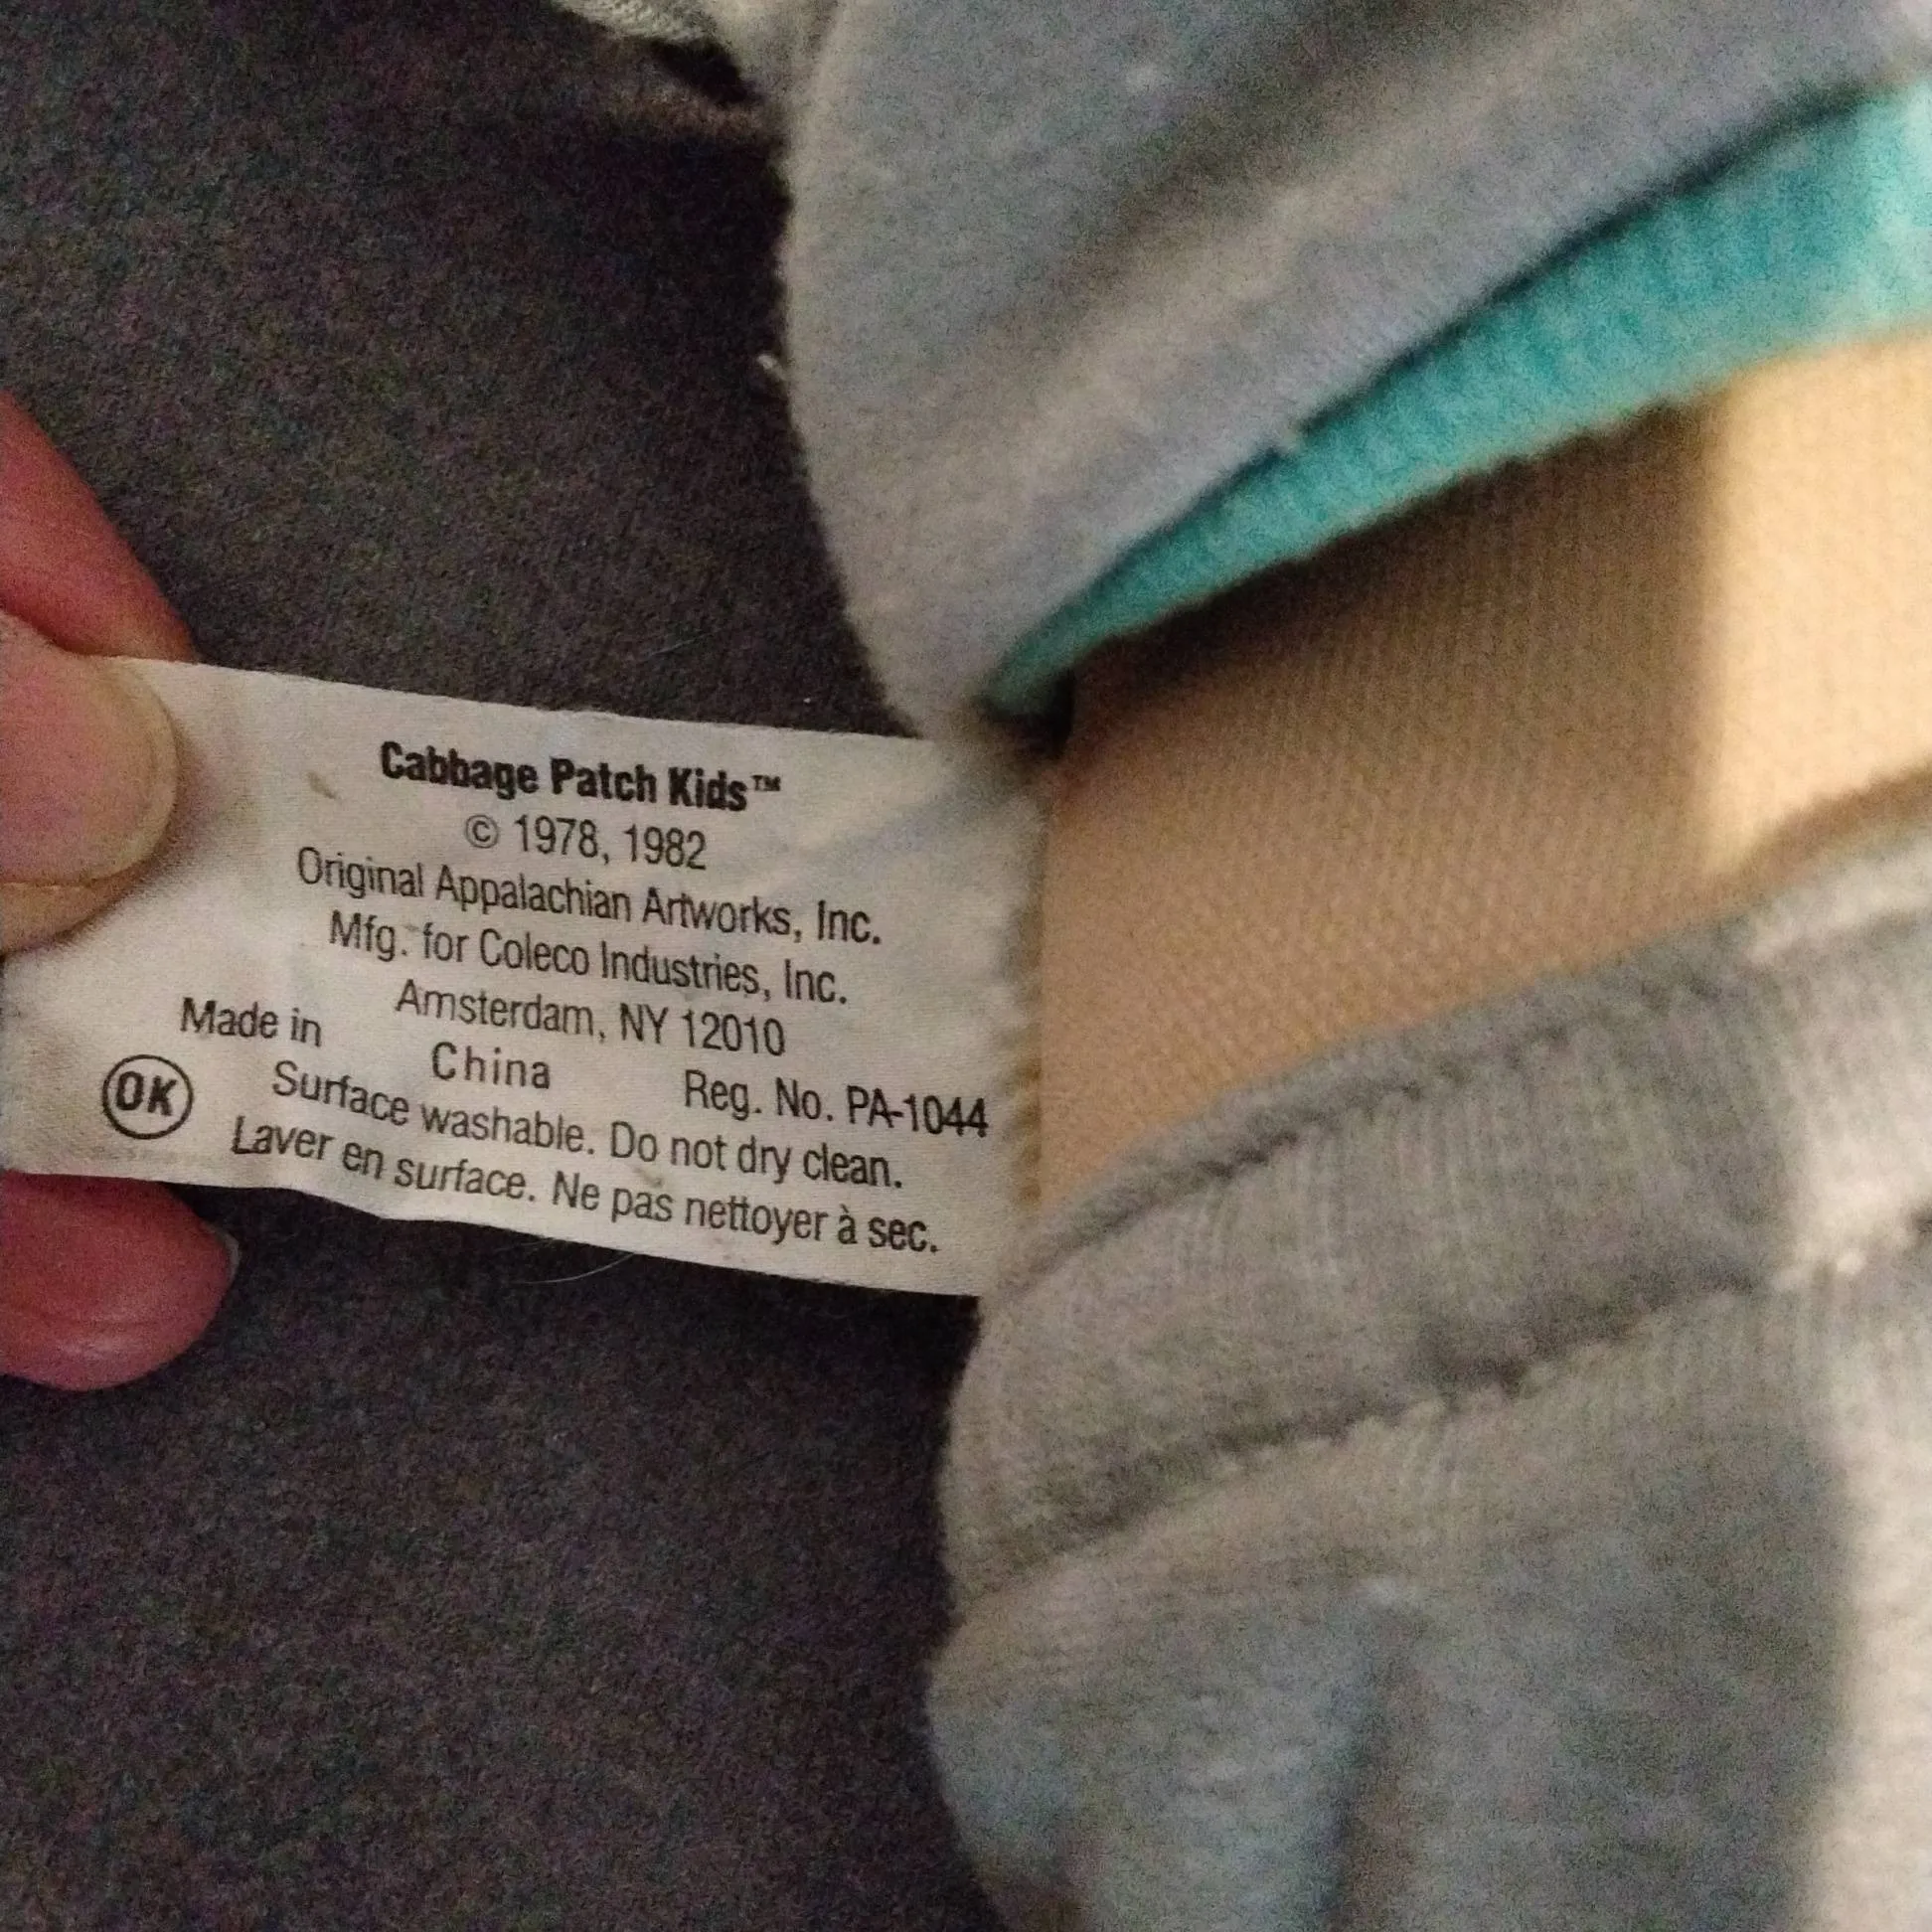 Cabbage Patch Kids™
© 1978, 1982
Original Appalachian Artworks, Inc.
Mfg. for Coleco Industries, Inc.
Amsterdam, NY 12010
Made in China Reg. No. PA-1044
OK
Surface washable. Do not dry clean.
Laver en surface. Ne pas nettoyer à sec.